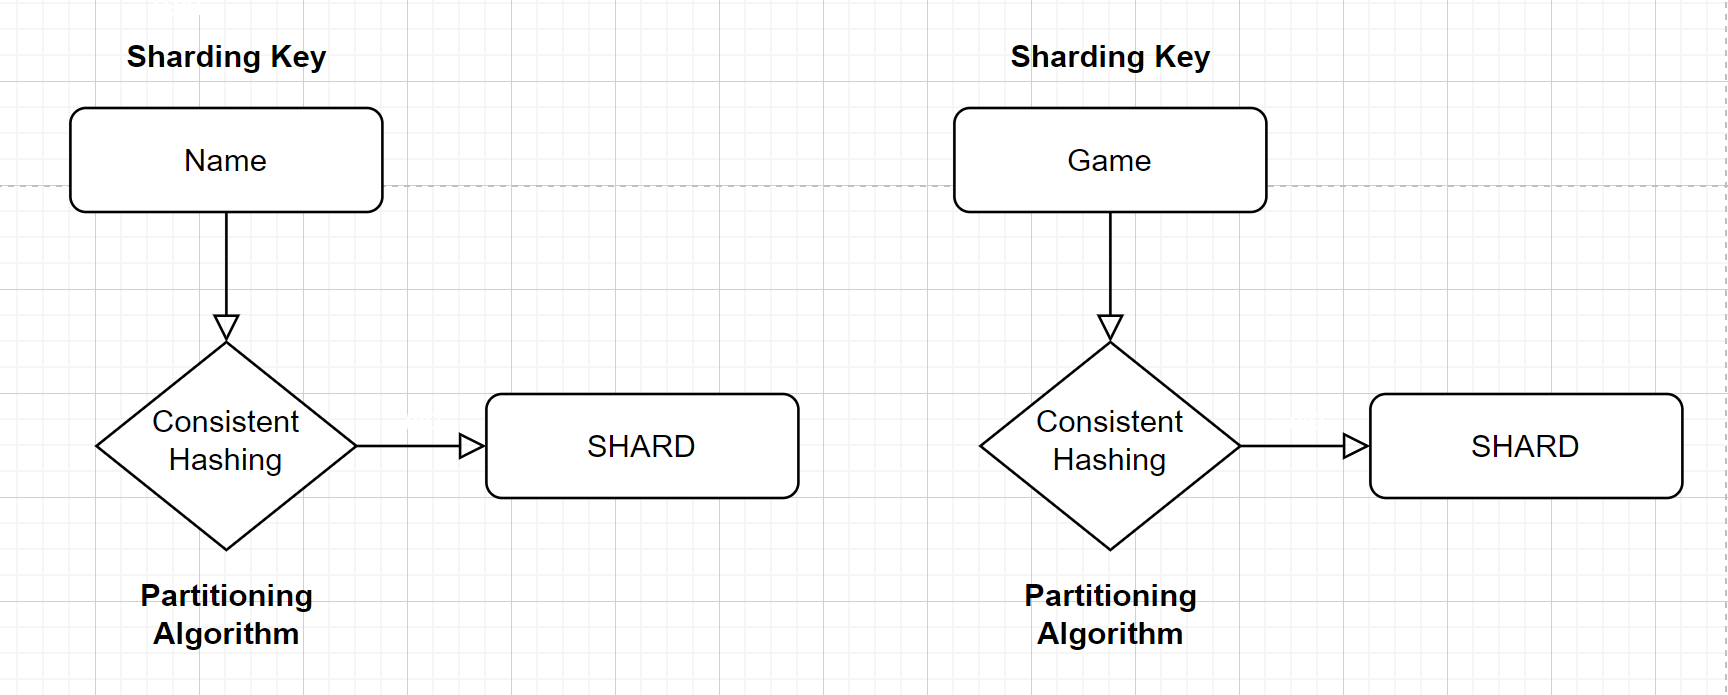 Sharding Key
Name
Consistent
Hashing
SHARD
Partitioning
Algorithm
Sharding Key
Game
Consistent
Hashing
SHARD
Partitioning
Algorithm